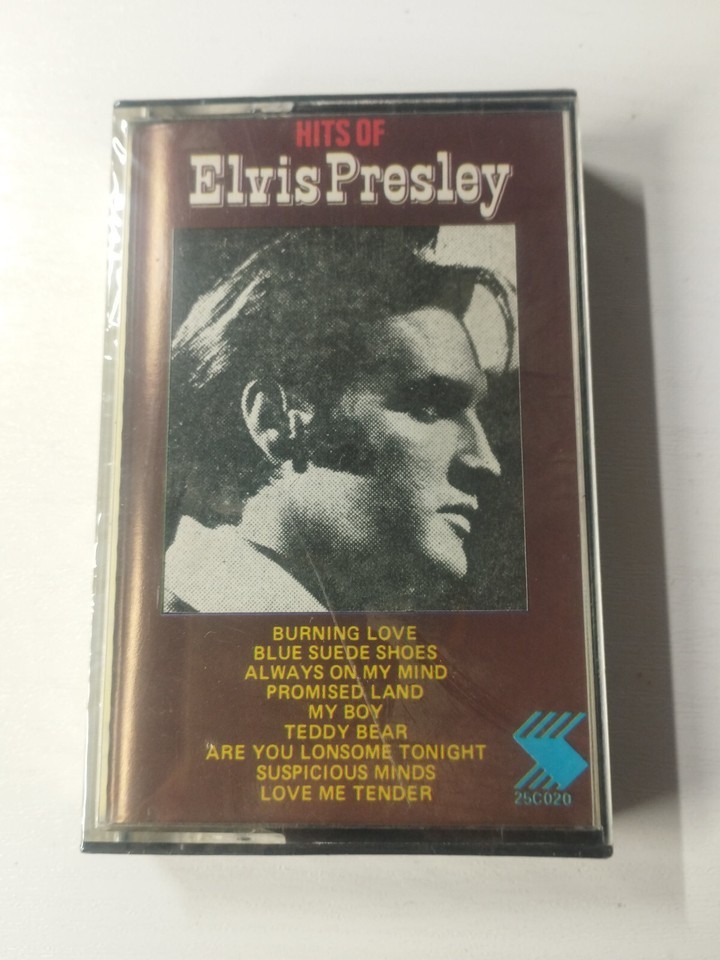 HITS OF
Elvis Presley
BURNING LOVE
BLUE SUEDE SHOES
ALWAYS ON MY MIND
PROMISED LAND
MY BOY
TEDDY BEAR
ARE YOU LONSOME TONIGHT
SUSPICIOUS MINDS
LOVE ME TENDER
25C020